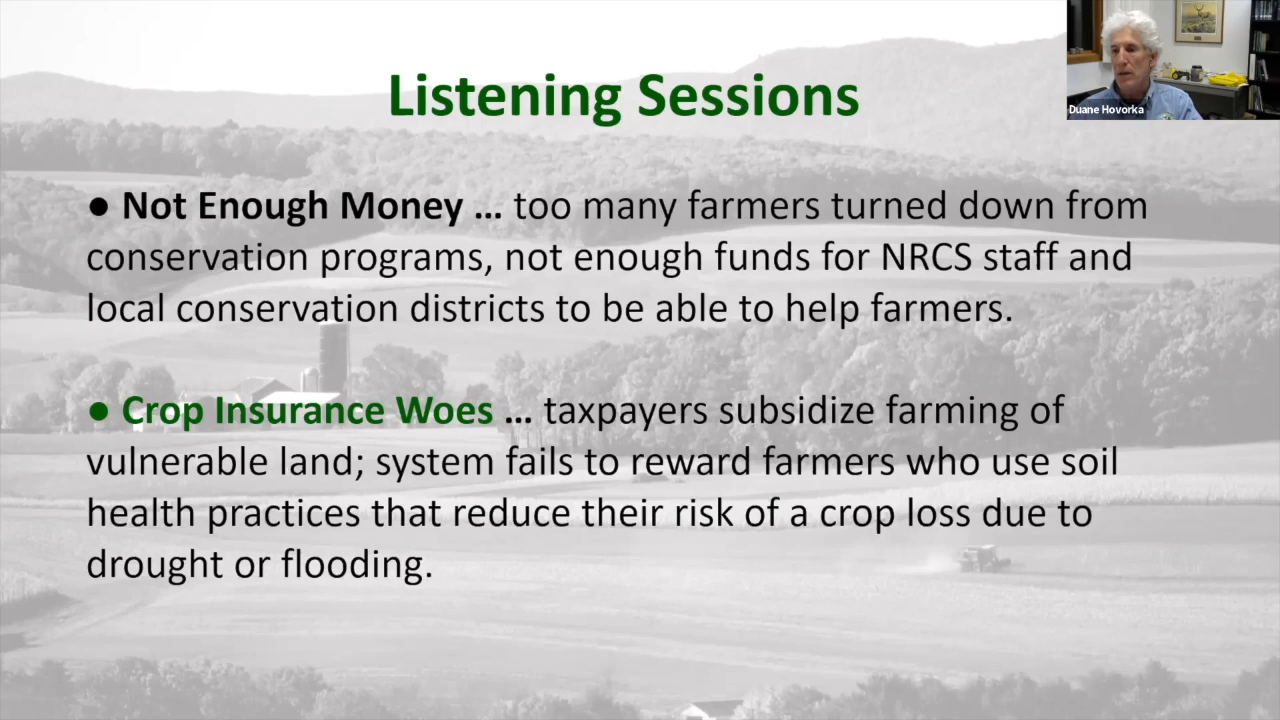 Listening Sessions
Duane Hovorka
● Not Enough Money ... too many farmers turned down from
conservation programs, not enough funds for NRCS staff and
local conservation districts to be able to help farmers.
● Crop Insurance Woes ... taxpayers subsidize farming of
vulnerable land; system fails to reward farmers who use soil
health practices that reduce their risk of a crop loss due to
drought or flooding.